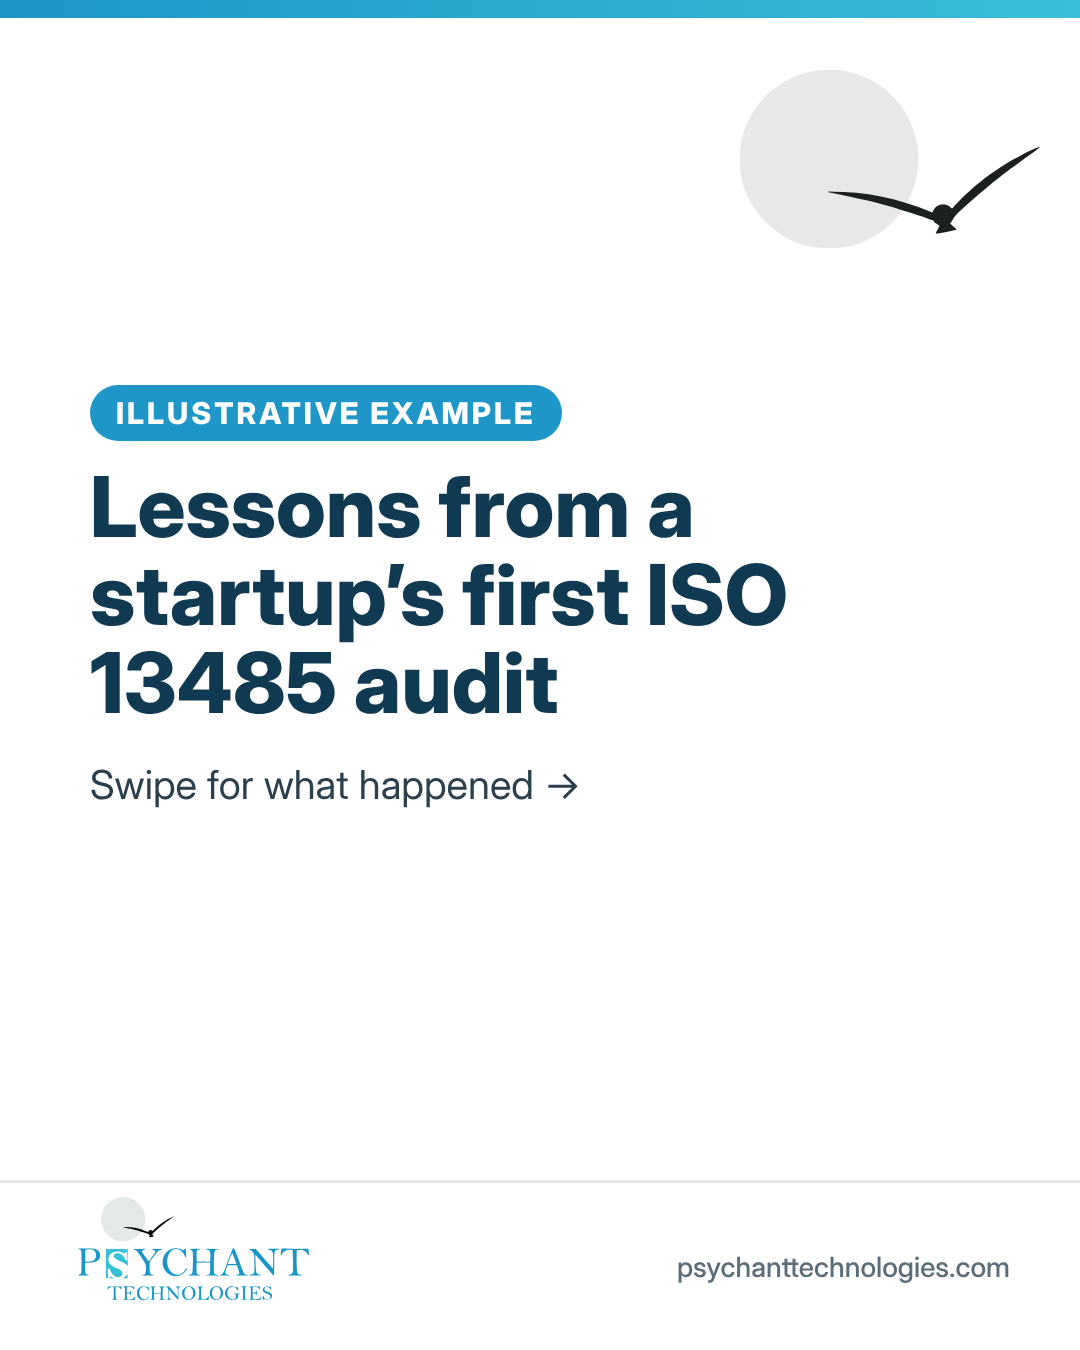 ILLUSTRATIVE EXAMPLE
Lessons from a
startup’s first ISO
13485 audit
Swipe for what happened →
PSYCHANT
TECHNOLOGIES
psychanttechnologies.com